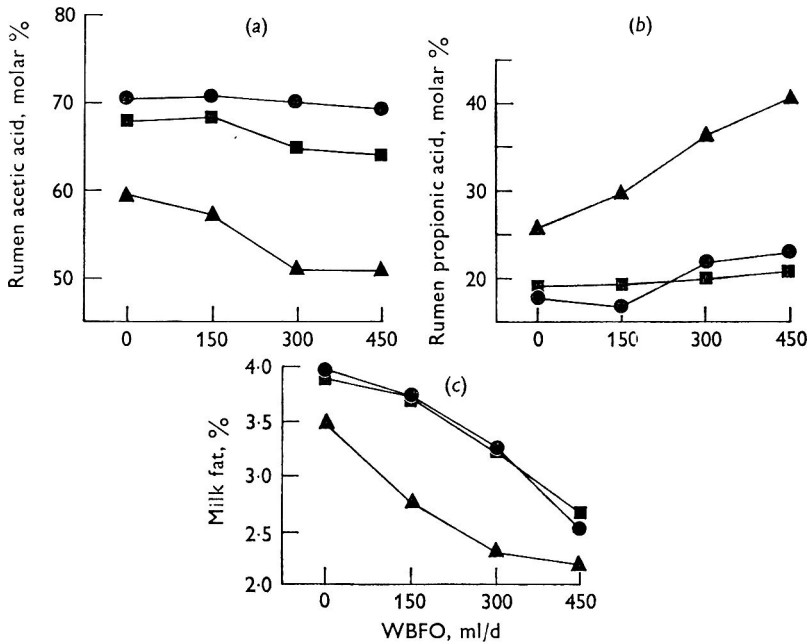 (a)
Rumen acetic acid, molar %
80
70
60
50
0 150 300 450
(b)
Rumen propionic acid, molar %
40
30
20
0 150 300 450
(c)
Milk fat, %
4·0
3·5
3·0
2·5
2·0
0 150 300 450
WBFO, ml/d